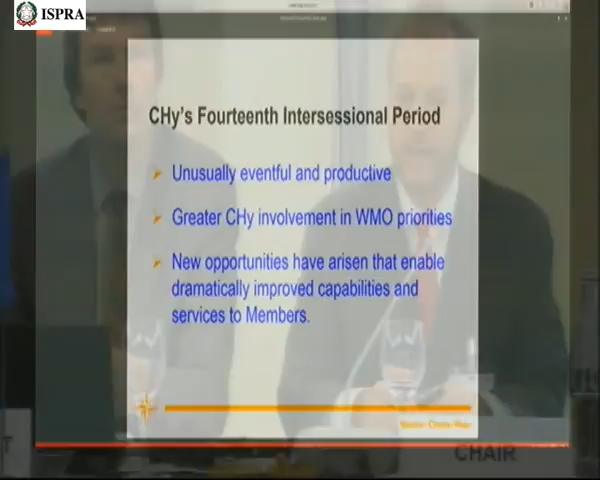 ISPRA
CHy's Fourteenth Intersessional Period
Unusually eventful and productive
Greater CHy involvement in WMO priorities
New opportunities have arisen that enable
dramatically improved capabilities and
services to Members.
CHAIR